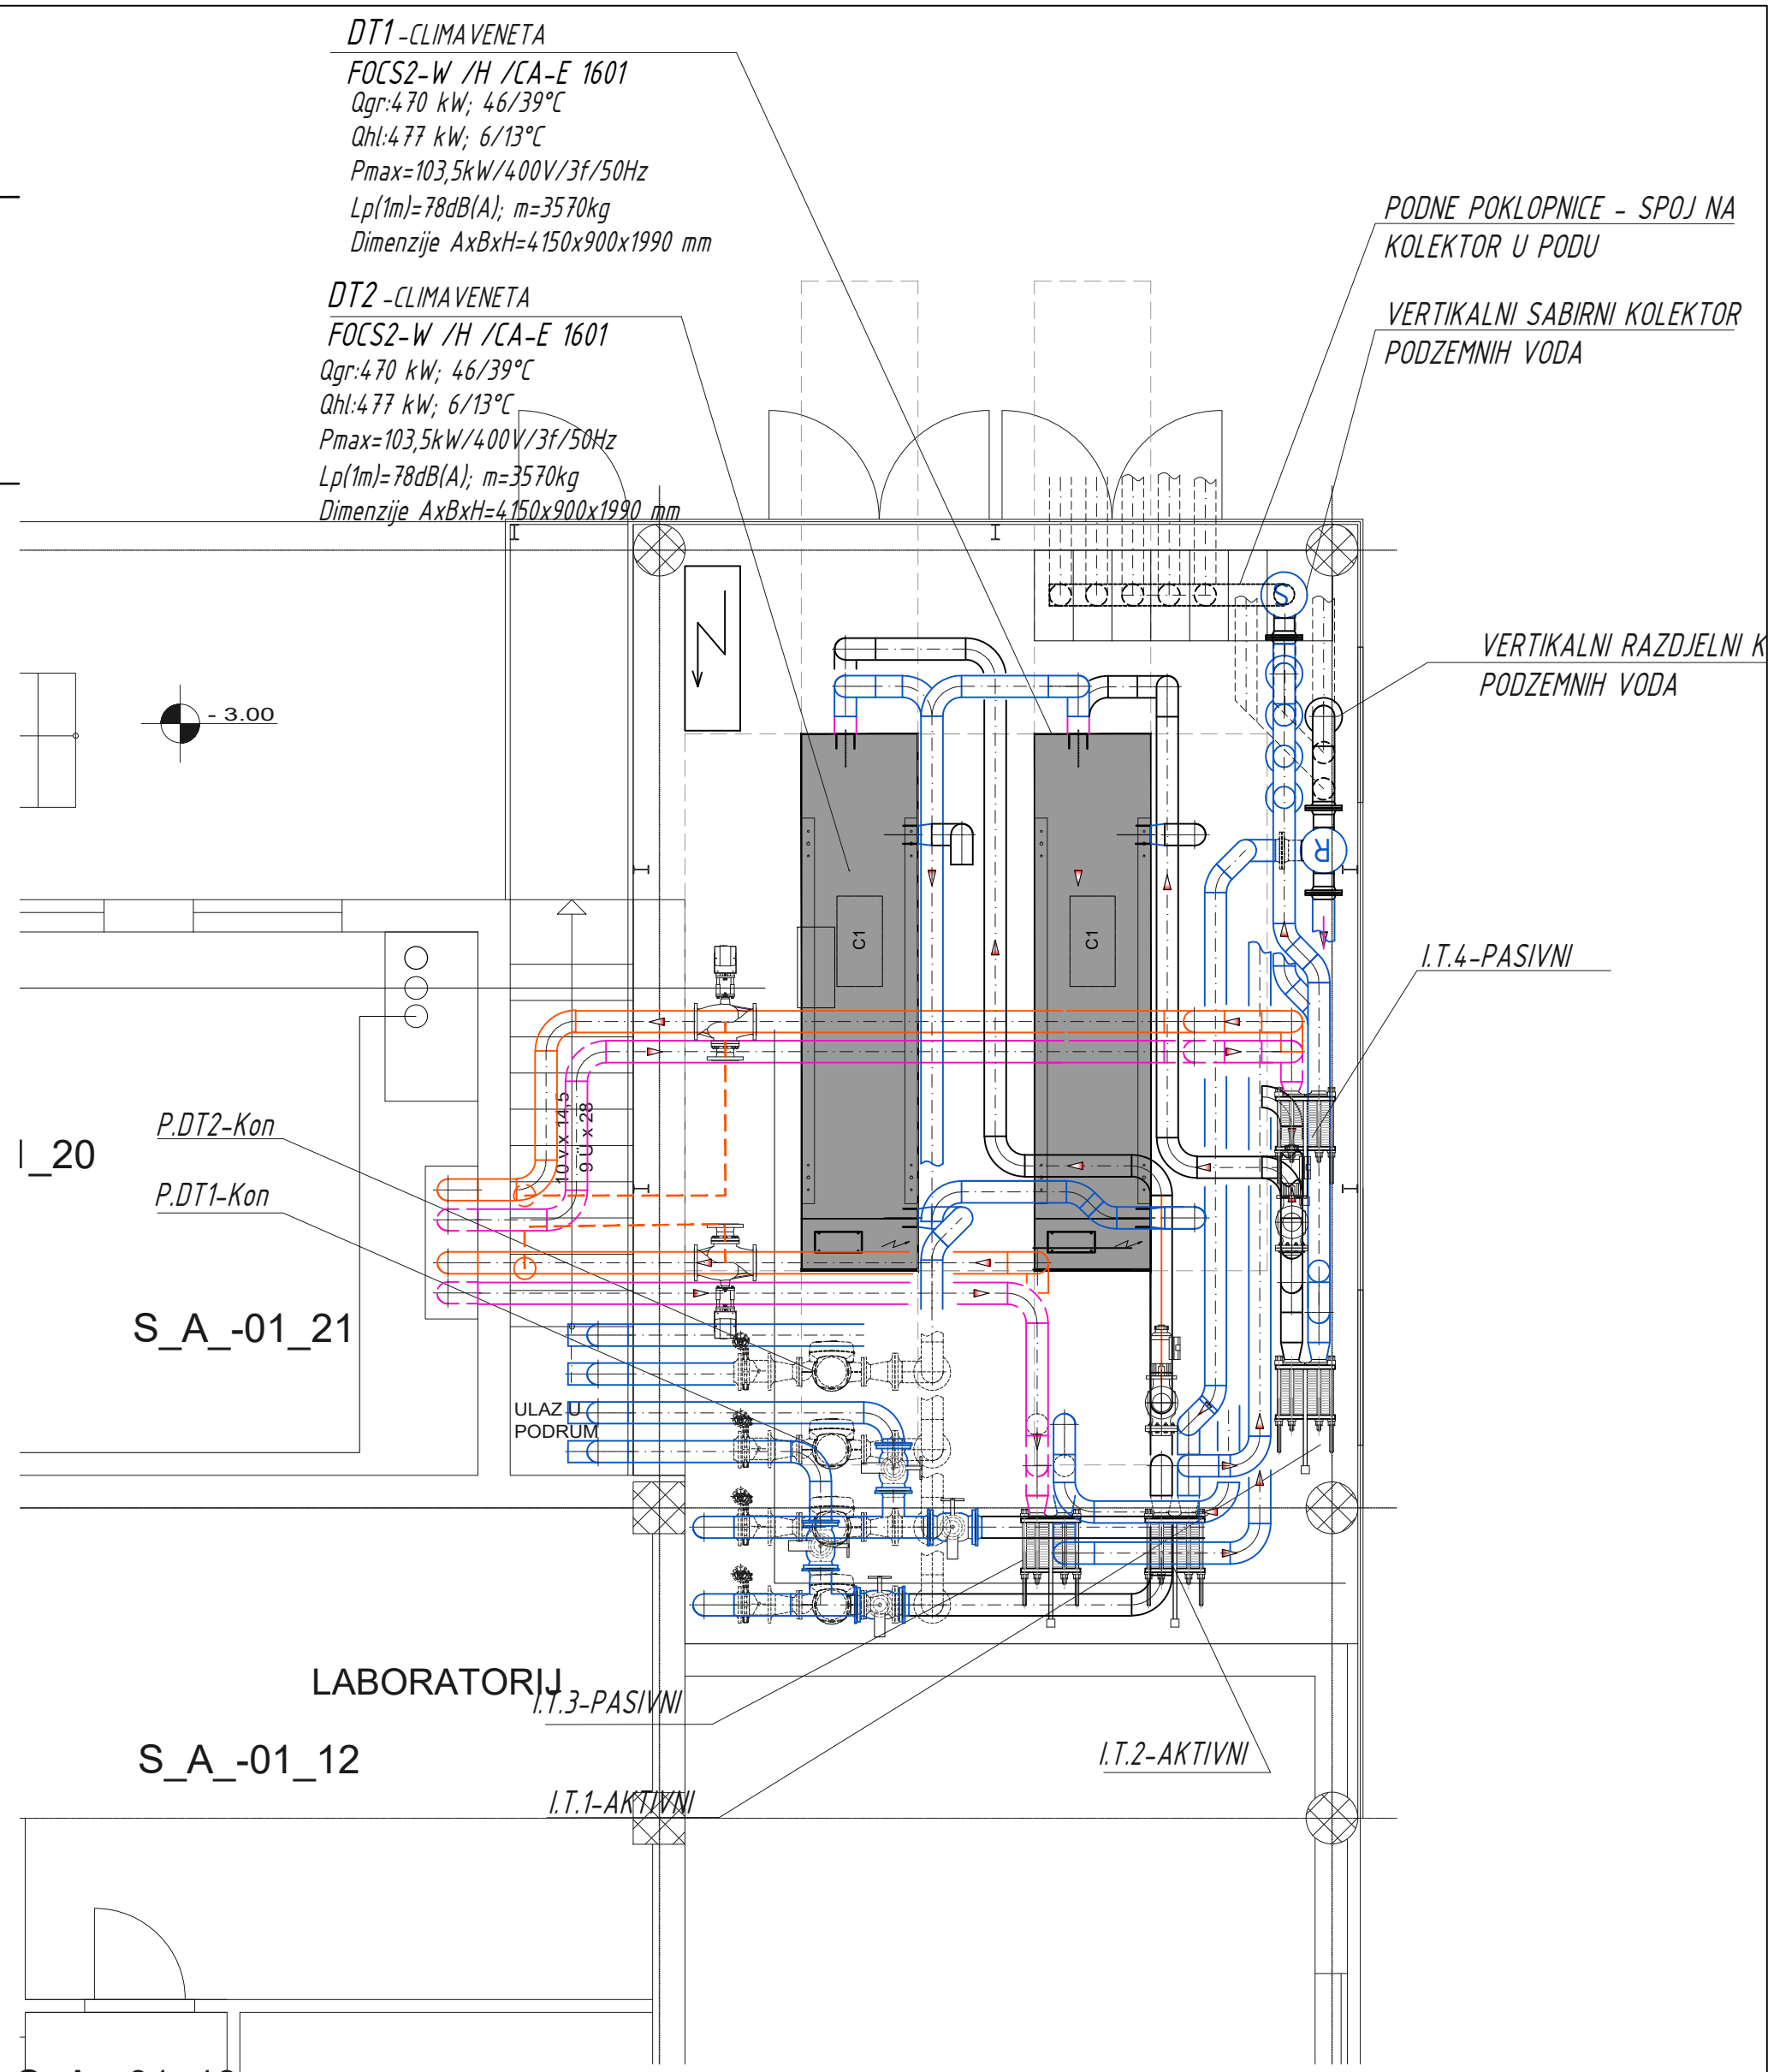 DT1 -CLIMAVENETA
FOCS2-W /H /CA-E 1601
Qgr:470 kW; 46/39°C
Qhl:477 kW; 6/13°C
Pmax=103,5kW/400V/3f/50Hz
Lp(1m)=78dB(A); m=3570kg
Dimenzije AxBxH=4150x900x1990 mm
DT2 -CLIMAVENETA
FOCS2-W /H /CA-E 1601
Qgr:470 kW; 46/39°C
Qhl:477 kW; 6/13°C
Pmax=103,5kW/400V/3f/50Hz
Lp(1m)=78dB(A); m=3570kg
Dimenzije AxBxH=4150x900x1990 mm
PODNE POKLOPNICE - SPOJ NA
KOLEKTOR U PODU
VERTIKALNI SABIRNI KOLEKTOR
PODZEMNIH VODA
S
VERTIKALNI RAZDJELNI K
PODZEMNIH VODA
- 3.00
R
C1
C1
I.T.4-PASIVNI
10 V x 14,5
9 Ü x 28
P.DT2-Kon
_20
P.DT1-Kon
S_A_-01_21
ULAZ U
PODRUM
LABORATORIJ
I.T.3-PASIVNI
S_A_-01_12
I.T.2-AKTIVNI
I.T.1-AKTIVNI